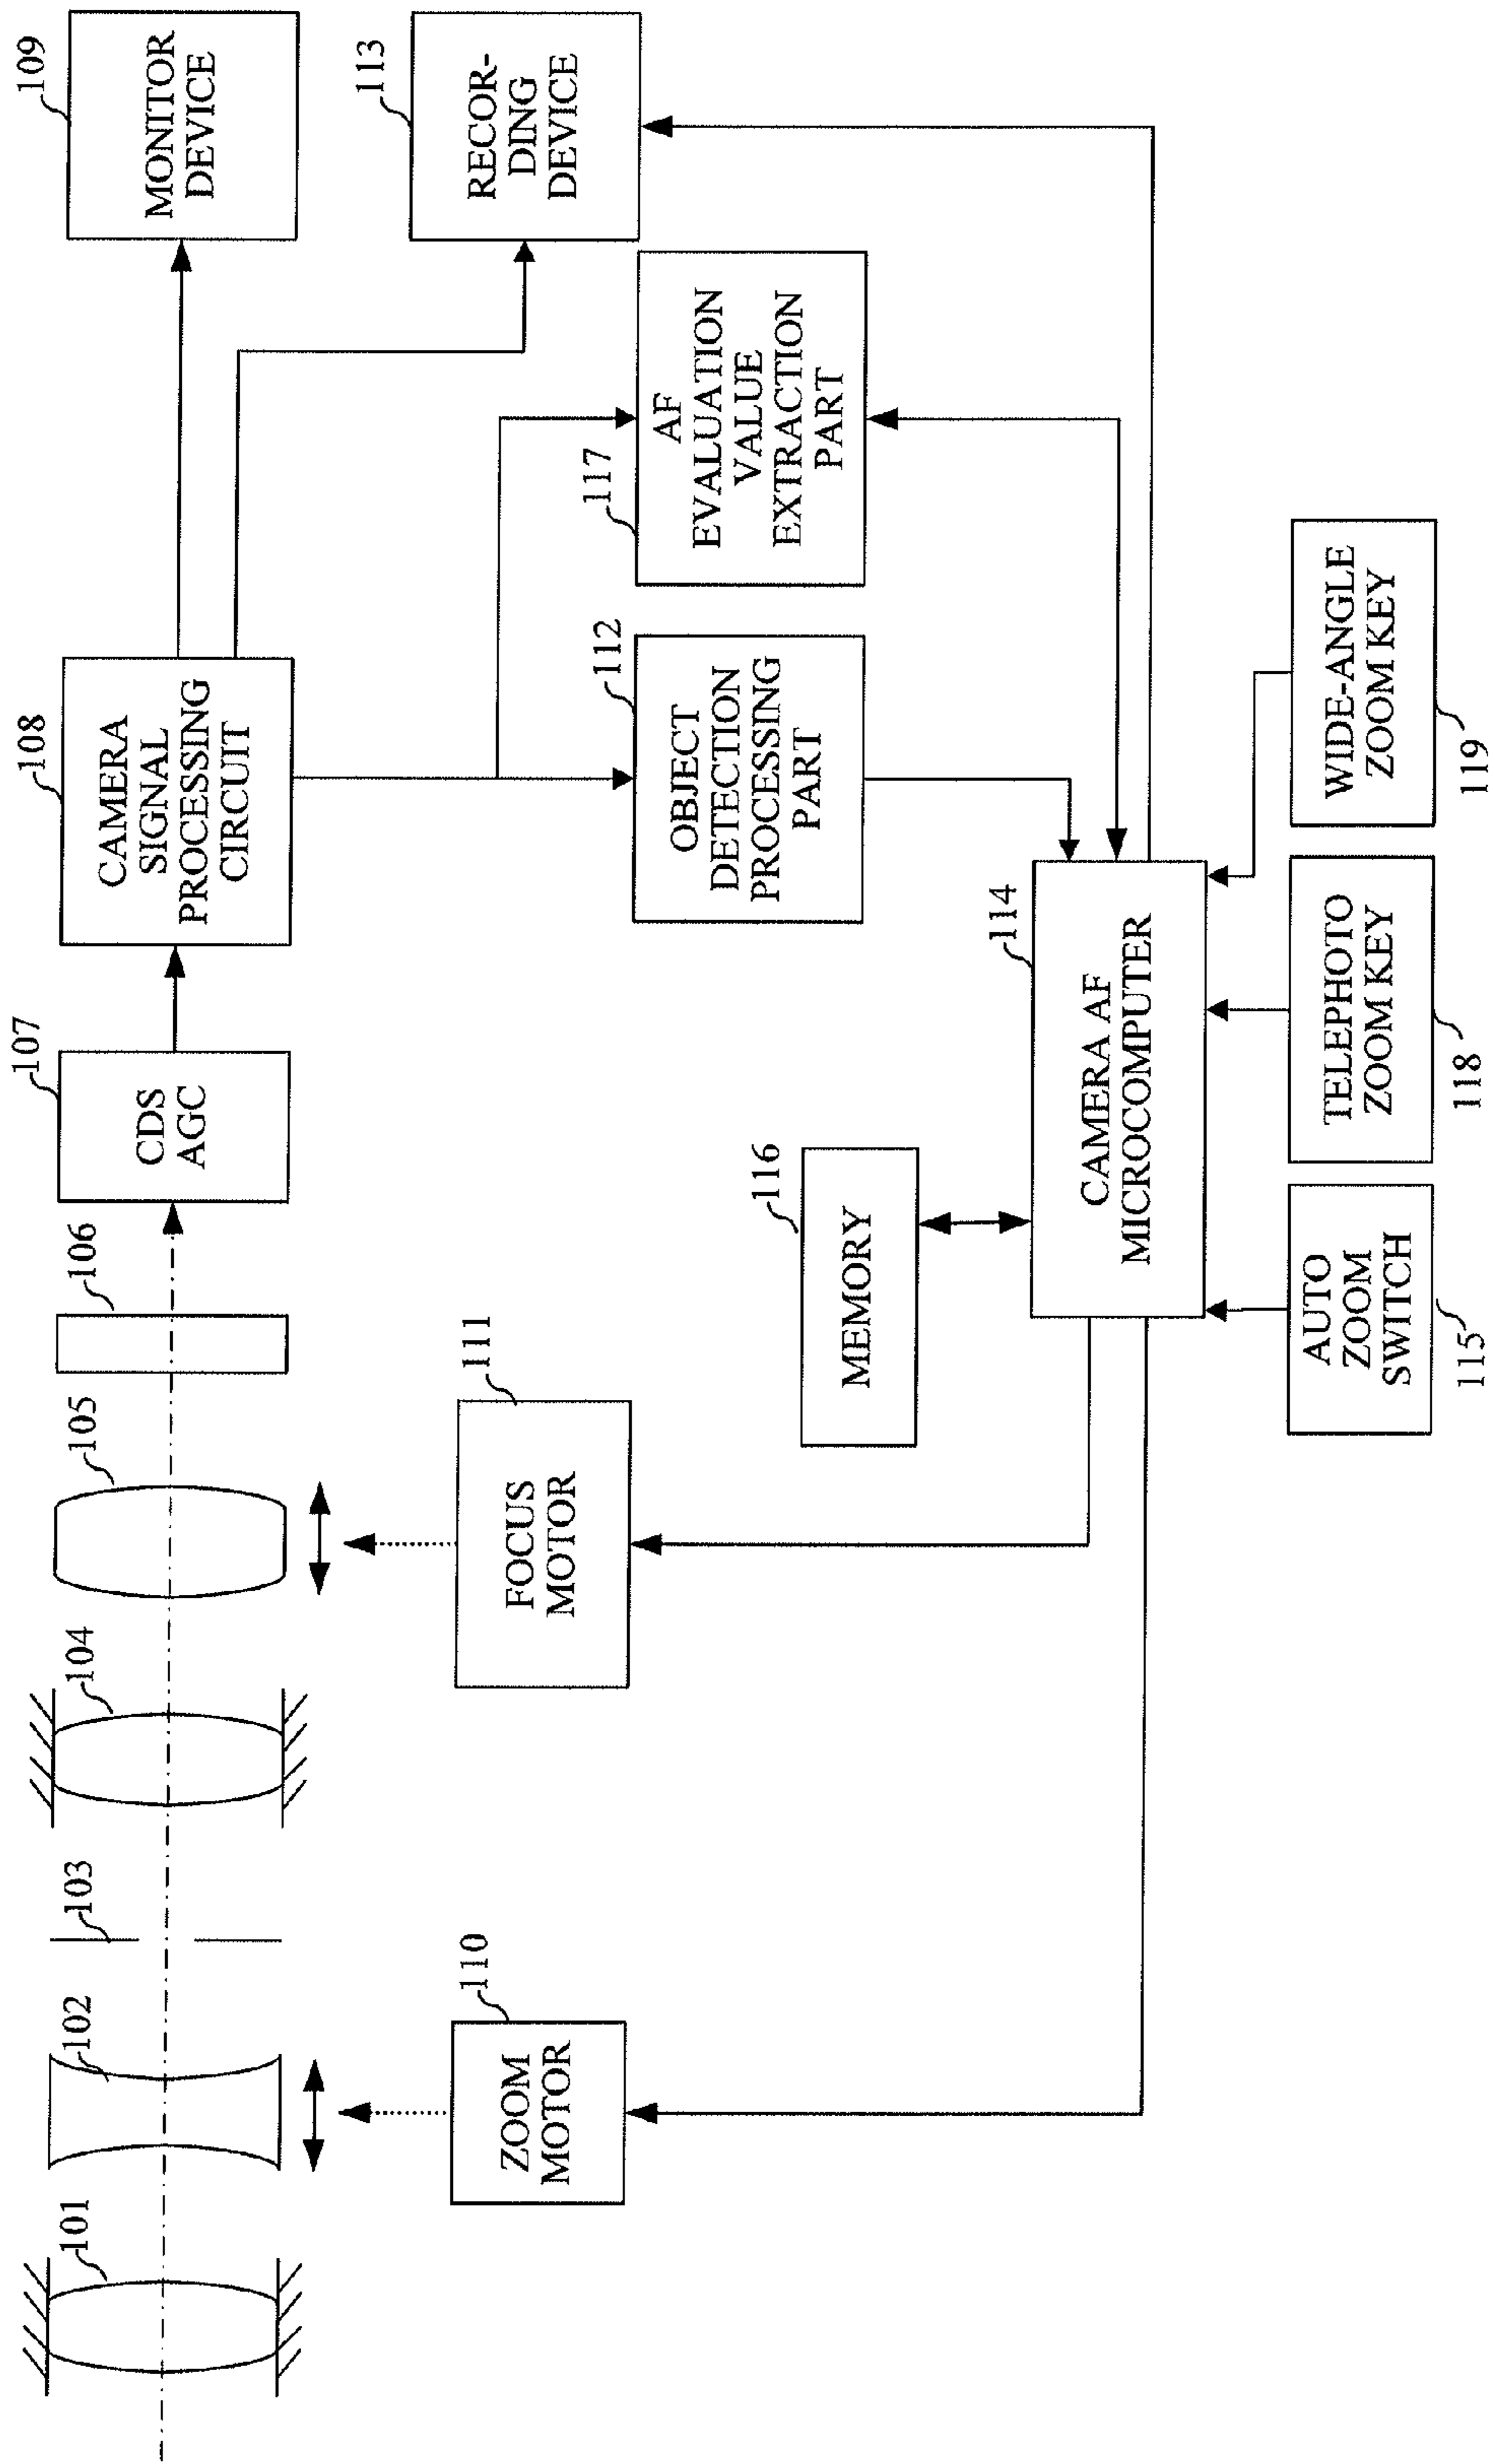 101
102
103
104
105
106
107
CDS
AGC
108
CAMERA
SIGNAL
PROCESSING
CIRCUIT
109
MONITOR
DEVICE
110
ZOOM
MOTOR
111
FOCUS
MOTOR
112
OBJECT
DETECTION
PROCESSING
PART
117
AF
EVALUATION
VALUE
EXTRACTION
PART
113
RECOR-
DING
DEVICE
116
MEMORY
114
CAMERA AF
MICROCOMPUTER
AUTO
ZOOM
SWITCH
115
TELEPHOTO
ZOOM KEY
118
WIDE-ANGLE
ZOOM KEY
119